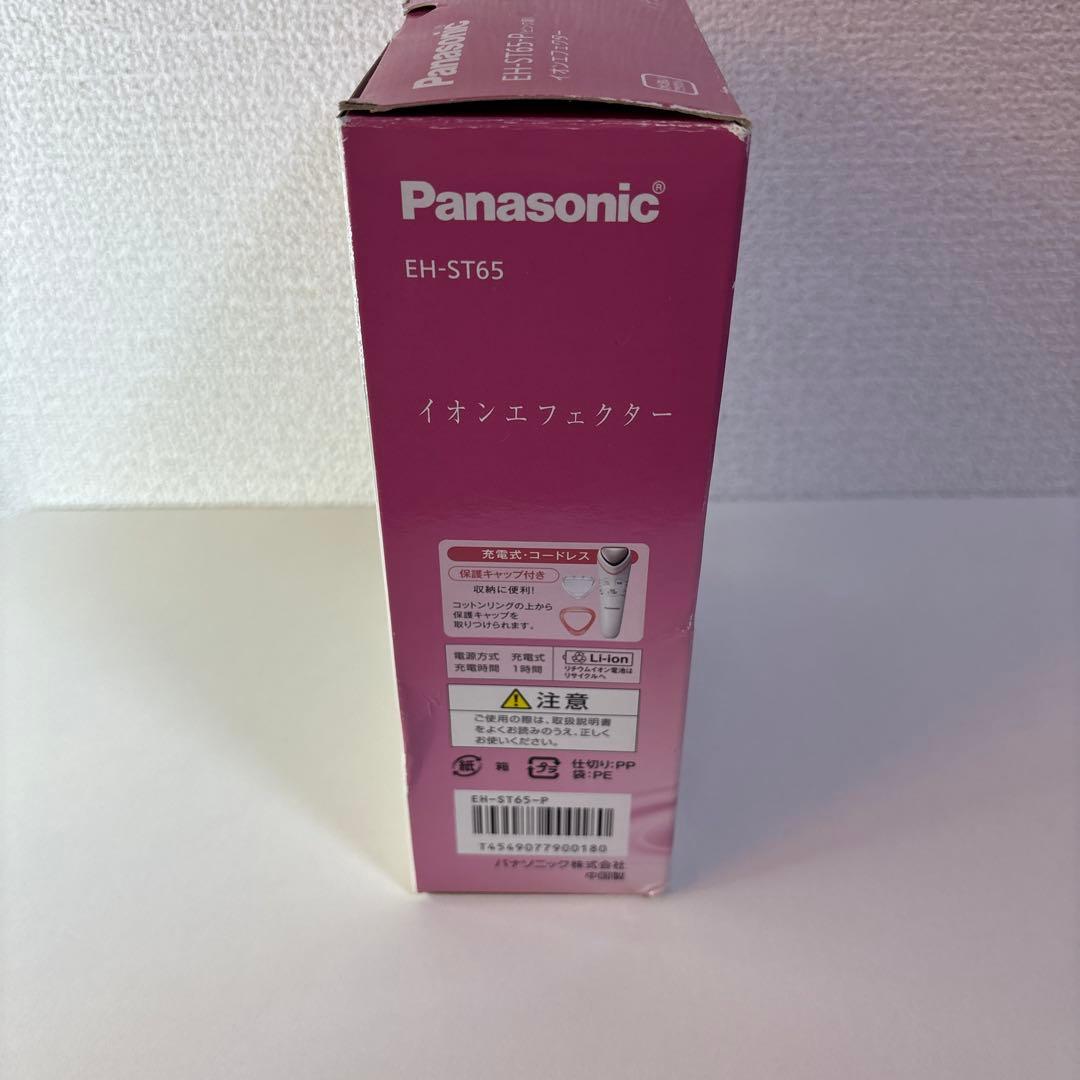 Panasonic
EH-ST65-P(ピンク調)
イオンエフェクター
Panasonic®
EH-ST65
イオンエフェクター
充電式・コードレス
保護キャップ付き
収納に便利!
コットンリングの上から
保護キャップを
取りつけられます。
電源方式 充電式
充電時間 1時間
Li-ion
リチウムイオン電池は
リサイクルへ
注意
ご使用の際は、取扱説明書
をよくお読みのうえ、正しく
お使いください。
紙 箱 プラ 仕切り:PP
袋:PE
EH-ST65-P
T4549077900180
パナソニック株式会社